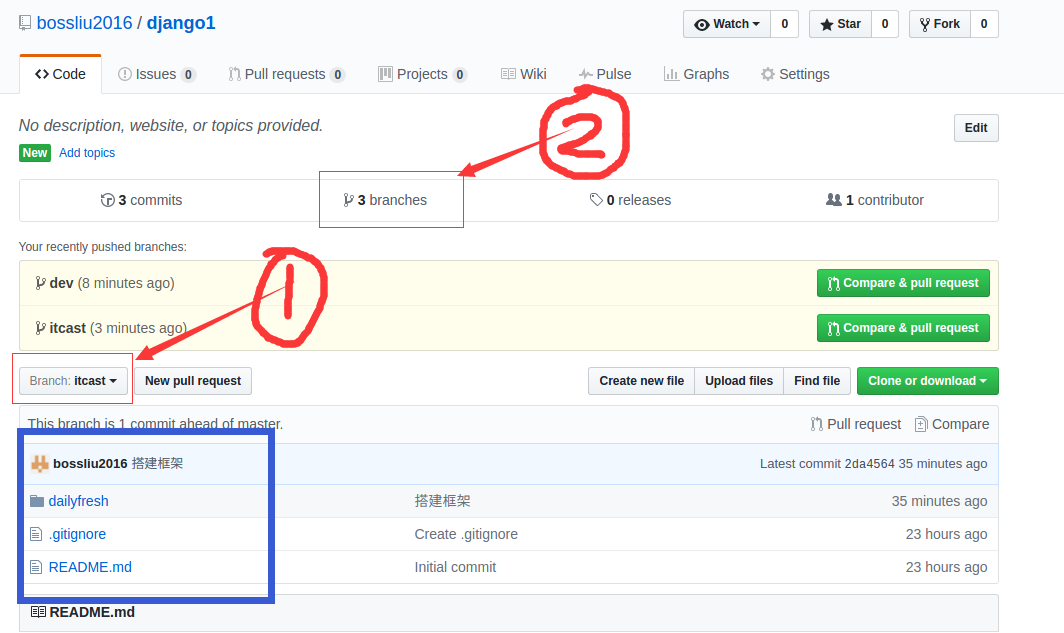 bossliu2016 / django1 Watch 0 Star 0 Fork 0
Code Issues 0 Pull requests 0 Projects 0 Wiki Pulse Graphs Settings
No description, website, or topics provided. Edit
New Add topics
2
3 commits 3 branches 0 releases 1 contributor
Your recently pushed branches:
dev (8 minutes ago) Compare & pull request
1
itcast (3 minutes ago) Compare & pull request
Branch: itcast New pull request Create new file Upload files Find file Clone or download
This branch is 1 commit ahead of master. Pull request Compare
bossliu2016 搭建框架 Latest commit 2da4564 35 minutes ago
dailyfresh 搭建框架 35 minutes ago
.gitignore Create .gitignore 23 hours ago
README.md Initial commit 23 hours ago
README.md